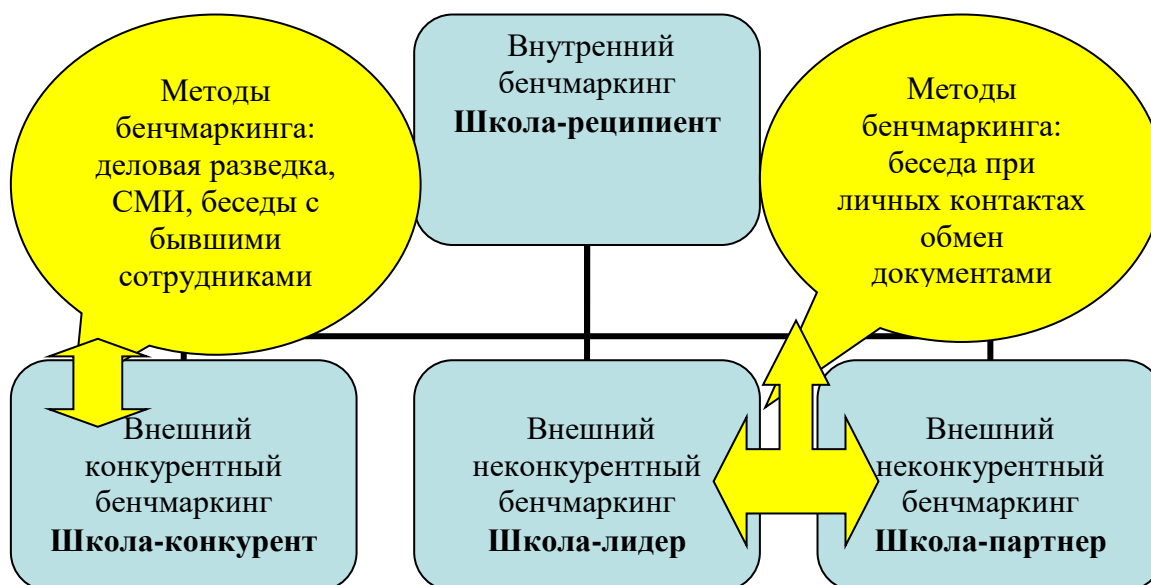 Методы
бенчмаркинга:
деловая разведка,
СМИ, беседы с
бывшими
сотрудниками
Внутренний
бенчмаркинг
Школа-реципиент
Методы
бенчмаркинга:
беседа при
личных контактах
обмен
документами
Внешний
конкурентный
бенчмаркинг
Школа-конкурент
Внешний
неконкурентный
бенчмаркинг
Школа-лидер
Внешний
неконкурентный
бенчмаркинг
Школа-партнер